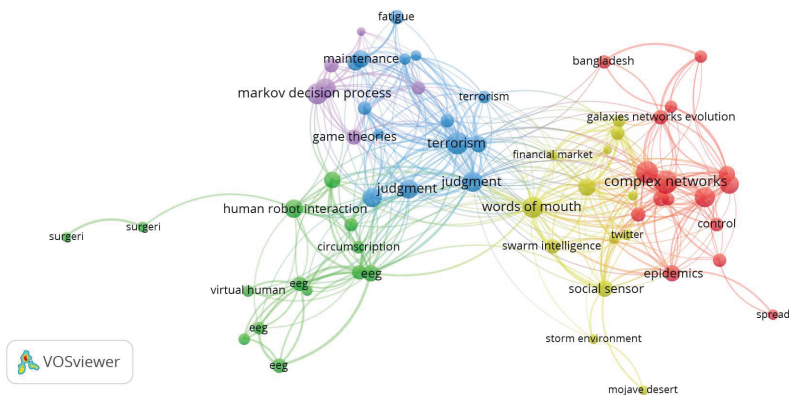 fatigue
maintenance
bangladesh
markov decision process
terrorism
galaxies networks evolution
game theories
terrorism
financial market
judgment
judgment
complex networks
human robot interaction
words of mouth
surgeri
surgeri
control
twitter
circumscription
swarm intelligence
eeg
epidemics
virtual human
eeg
social sensor
spread
eeg
storm environment
eeg
mojave desert
VOSviewer